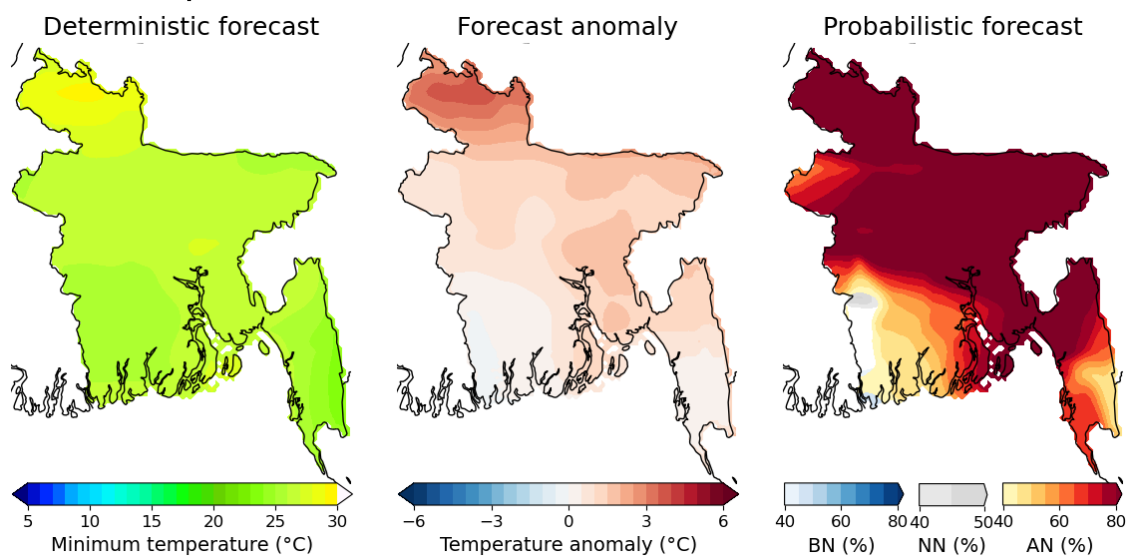 Deterministic forecast
Forecast anomaly
Probabilistic forecast
5 10 15 20 25 30
Minimum temperature (°C)
−6 −3 0 3 6
Temperature anomaly (°C)
40 60 80
BN (%)
40 50
NN (%)
40 60 80
AN (%)